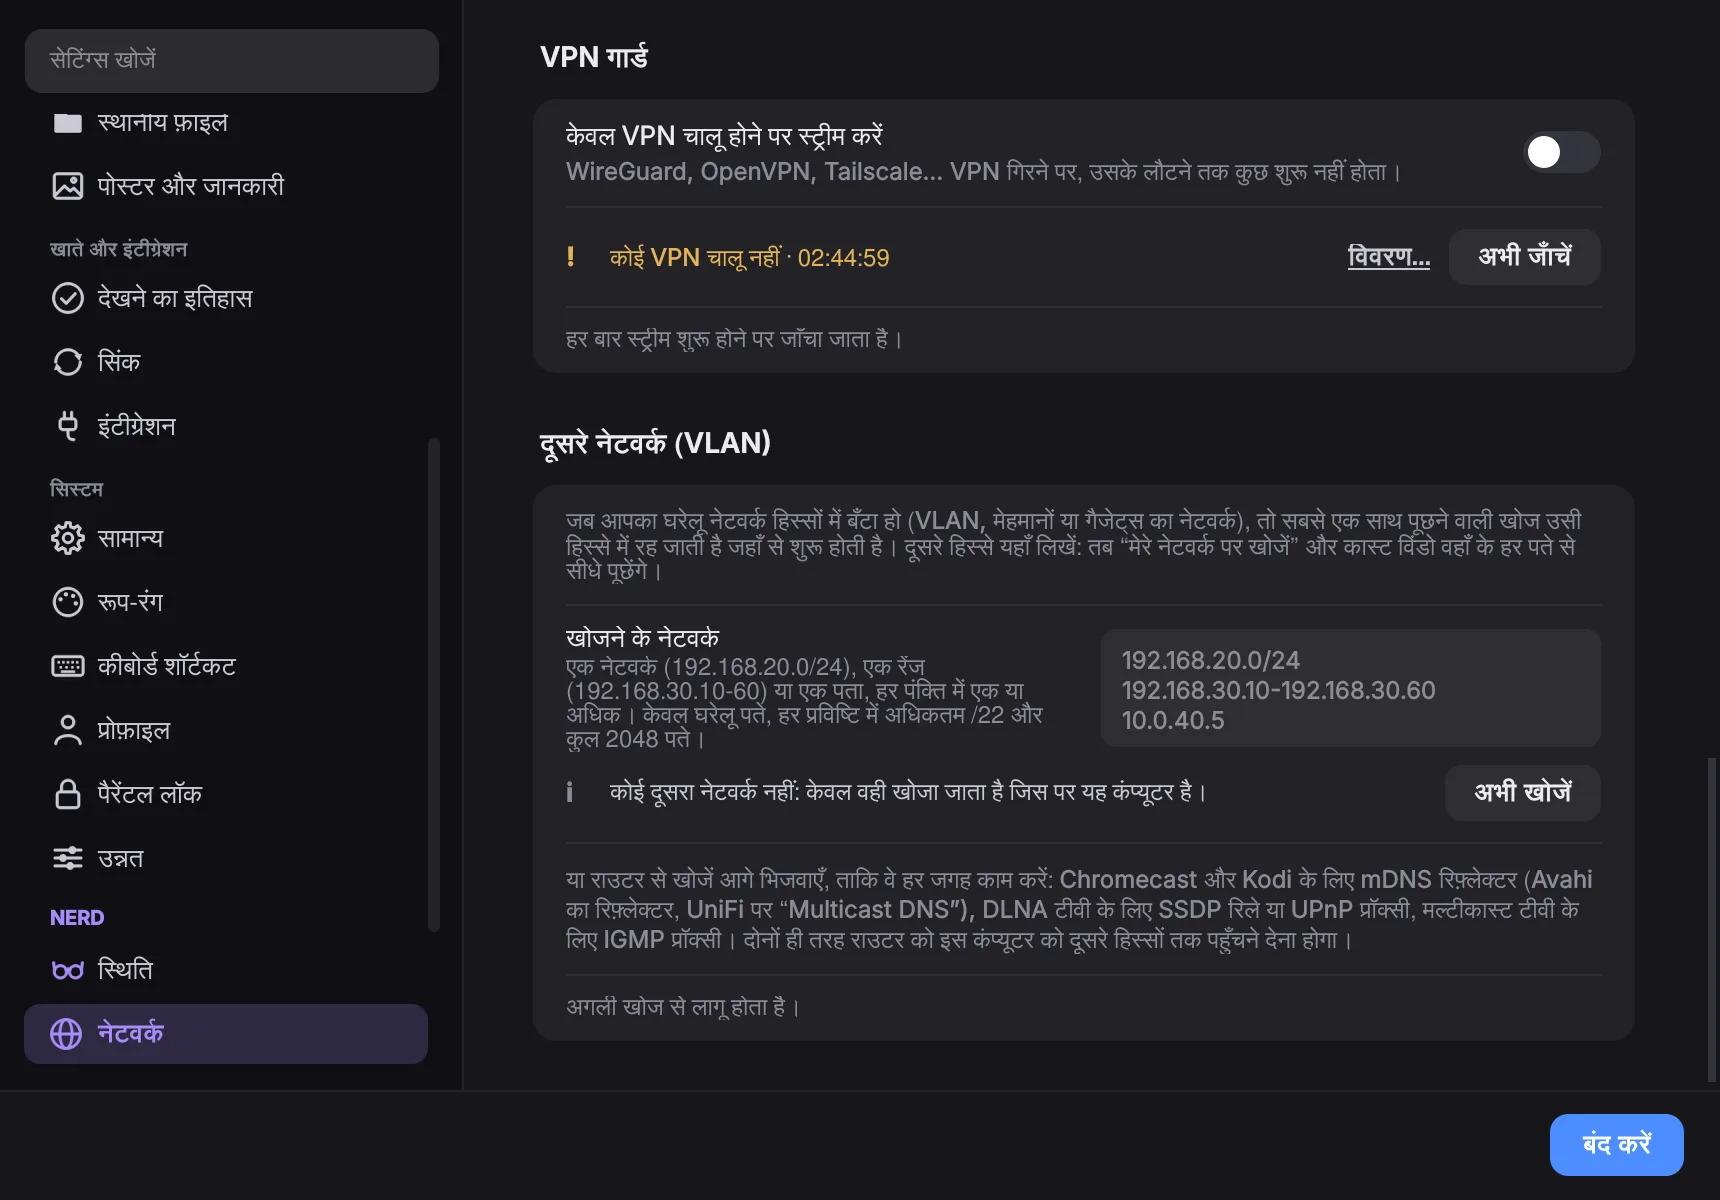 सेटिंग्स खोजें
स्थानीय फ़ाइलें
पोस्टर और जानकारी
खाते और इंटीग्रेशन
देखने का इतिहास
सिंक
इंटीग्रेशन
सिस्टम
सामान्य
रूप-रंग
कीबोर्ड शॉर्टकट
प्रोफ़ाइल
पैरेंटल लॉक
उन्नत
NERD
स्थिति
नेटवर्क
VPN गार्ड
केवल VPN चालू होने पर स्ट्रीम करें
WireGuard, OpenVPN, Tailscale... VPN गिरने पर, उसके लौटने तक कुछ शुरू नहीं होता।
! कोई VPN चालू नहीं · 02:44:59
विवरण...
अभी जाँचें
हर बार स्ट्रीम शुरू होने पर जाँचा जाता है।
दूसरे नेटवर्क (VLAN)
जब आपका घरेलू नेटवर्क हिस्सों में बँटा हो (VLAN, मेहमानों या गैजेट्स का नेटवर्क), तो सबसे एक साथ पूछने वाली खोज उसी
हिस्से में रह जाती है जहाँ से शुरू होती है। दूसरे हिस्से यहाँ लिखें: तब “मेरे नेटवर्क पर खोजें” और कास्ट विंडो वहाँ के हर पते से
सीधे पूछेंगे।
खोजने के नेटवर्क
एक नेटवर्क (192.168.20.0/24), एक रेंज
(192.168.30.10-60) या एक पता, हर पंक्ति में एक या
अधिक। केवल घरेलू पते, हर प्रविष्टि में अधिकतम /22 और
कुल 2048 पते।
192.168.20.0/24
192.168.30.10-192.168.30.60
10.0.40.5
कोई दूसरा नेटवर्क नहीं: केवल वही खोजा जाता है जिस पर यह कंप्यूटर है।
अभी खोजें
या राउटर से खोजें आगे भिजवाएँ, ताकि वे हर जगह काम करें: Chromecast और Kodi के लिए mDNS रिफ़्लेक्टर (Avahi
का रिफ़्लेक्टर, UniFi पर “Multicast DNS”), DLNA टीवी के लिए SSDP रिले या UPnP प्रॉक्सी, मल्टीकास्ट टीवी के
लिए IGMP प्रॉक्सी। दोनों ही तरह राउटर को इस कंप्यूटर को दूसरे हिस्सों तक पहुँचने देना होगा।
अगली खोज से लागू होता है।
बंद करें